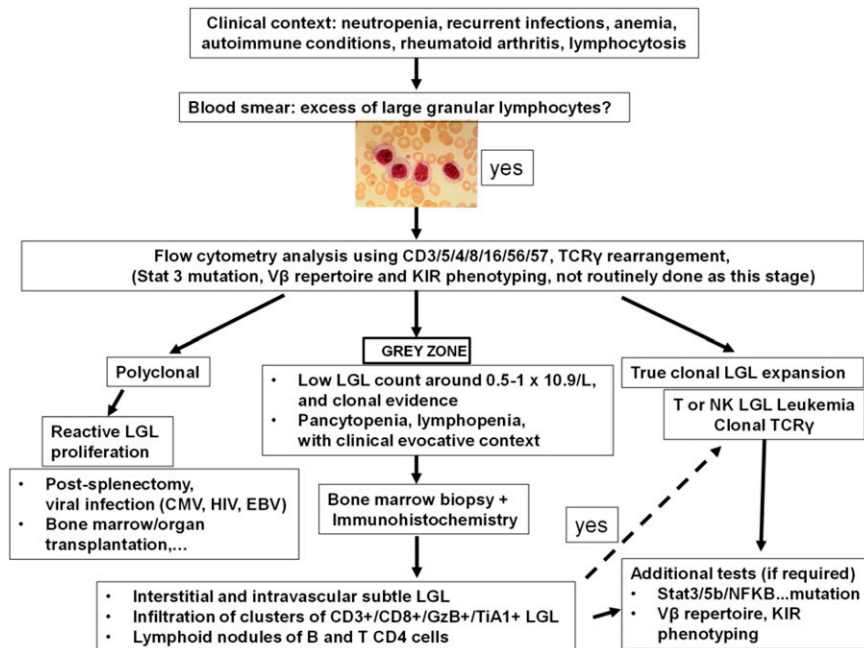 Clinical context: neutropenia, recurrent infections, anemia,
autoimmune conditions, rheumatoid arthritis, lymphocytosis
Blood smear: excess of large granular lymphocytes?
yes
Flow cytometry analysis using CD3/5/4/8/16/56/57, TCRγ rearrangement,
(Stat 3 mutation, Vβ repertoire and KIR phenotyping, not routinely done as this stage)
Polyclonal
Reactive LGL
proliferation
• Post-splenectomy,
viral infection (CMV, HIV, EBV)
• Bone marrow/organ
transplantation,...
GREY ZONE
• Low LGL count around 0.5-1 x 10.9/L,
and clonal evidence
• Pancytopenia, lymphopenia,
with clinical evocative context
Bone marrow biopsy +
Immunohistochemistry
• Interstitial and intravascular subtle LGL
• Infiltration of clusters of CD3+/CD8+/GzB+/TiA1+ LGL
• Lymphoid nodules of B and T CD4 cells
yes
True clonal LGL expansion
T or NK LGL Leukemia
Clonal TCRγ
Additional tests (if required)
• Stat3/5b/NFKB...mutation
• Vβ repertoire, KIR
phenotyping